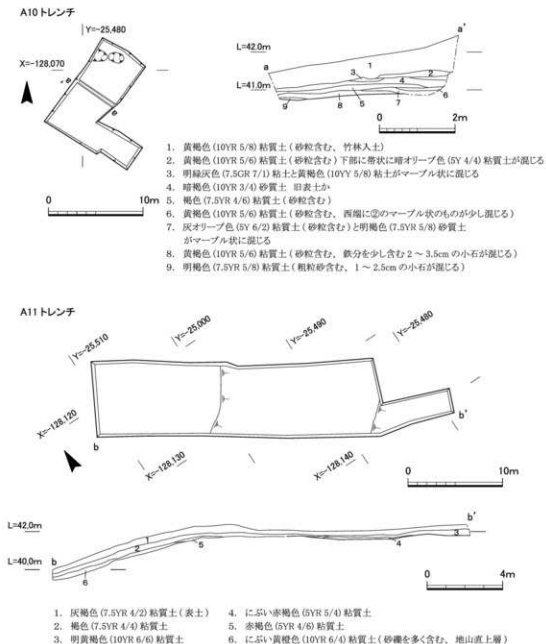 A10 トレンチ
Y=-25,480
X=-128,070
a
a'
0 10m
L=42.0m
L=41.0m
a
a'
1
2
3
4
5
6
7
8
9
0 2m
1. 黄褐色 (10YR 5/8) 粘質土 ( 砂粒含む、竹林入土)
2. 黄褐色 (10YR 5/6) 粘質土 ( 砂粒含む ) 下部に帯状に暗オリーブ色 (5Y 4/4) 粘質土が混じる
3. 明緑灰色 (7.5GR 7/1) 粘土と黄褐色 (10YY 5/8) 粘土がマーブル状に混じる
4. 暗褐色 (10YR 3/4) 砂質土 旧表土か
5. 褐色 (7.5YR 4/6) 粘質土 ( 砂粒含む )
6. 黄褐色 (10YR 5/6) 粘質土 ( 砂粒含む、西端に②のマーブル状のものが少し混じる )
7. 灰オリーブ色 (5Y 6/2) 粘質土 ( 砂粒含む ) と明褐色 (7.5YR 5/8) 砂質土
がマーブル状に混じる
8. 黄褐色 (10YR 5/6) 粘質土 ( 砂粒含む、鉄分を少し含む 2 ～ 3.5cm の小石が混じる )
9. 明褐色 (7.5YR 5/8) 粘質土 ( 粗粒砂含む、1 ～ 2.5cm の小石が混じる )
A11 トレンチ
Y=-25,510
Y=-25,000
Y=-25,490
Y=-25,480
X=-128,120
X=-128,130
X=-128,140
b
b'
0 10m
L=42.0m
L=40.0m
b
b'
1
2
3
4
5
6
0 4m
1. 灰褐色 (7.5YR 4/2) 粘質土 ( 表土 )
2. 褐色 (7.5YR 4/4) 粘質土
3. 明黄褐色 (10YR 6/6) 粘質土
4. にぶい赤褐色 (5YR 5/4) 粘質土
5. 赤褐色 (5YR 4/6) 粘質土
6. にぶい黄橙色 (10YR 6/4) 粘質土 ( 砂礫を多く含む、地山直上層 )